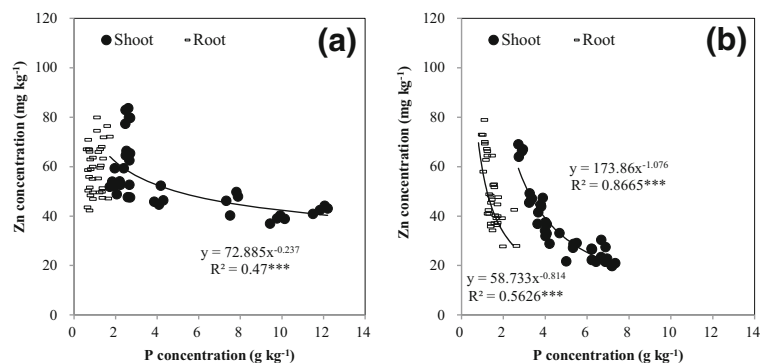 120
100
80
60
40
20
0
Zn concentration (mg kg⁻¹)
Shoot
Root
(a)
y = 72.885x^-0.237
R² = 0.47***
0 2 4 6 8 10 12 14
P concentration (g kg⁻¹)
120
100
80
60
40
20
0
Zn concentration (mg kg⁻¹)
Shoot
Root
(b)
y = 173.86x^-1.076
R² = 0.8665***
y = 58.733x^-0.814
R² = 0.5626***
0 2 4 6 8 10 12 14
P concentration (g kg⁻¹)